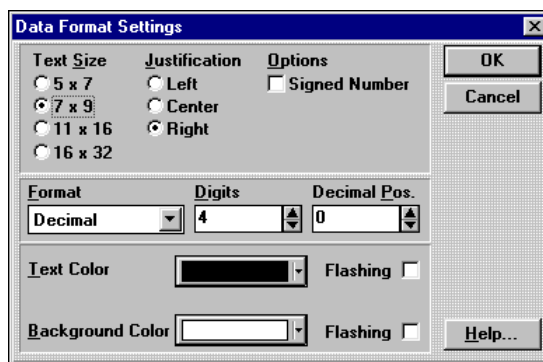 Data Format Settings
Text Size
5 x 7
7 x 9
11 x 16
16 x 32
Justification
Left
Center
Right
Options
Signed Number
OK
Cancel
Format
Decimal
Digits
4
Decimal Pos.
0
Text Color
Flashing
Background Color
Flashing
Help...